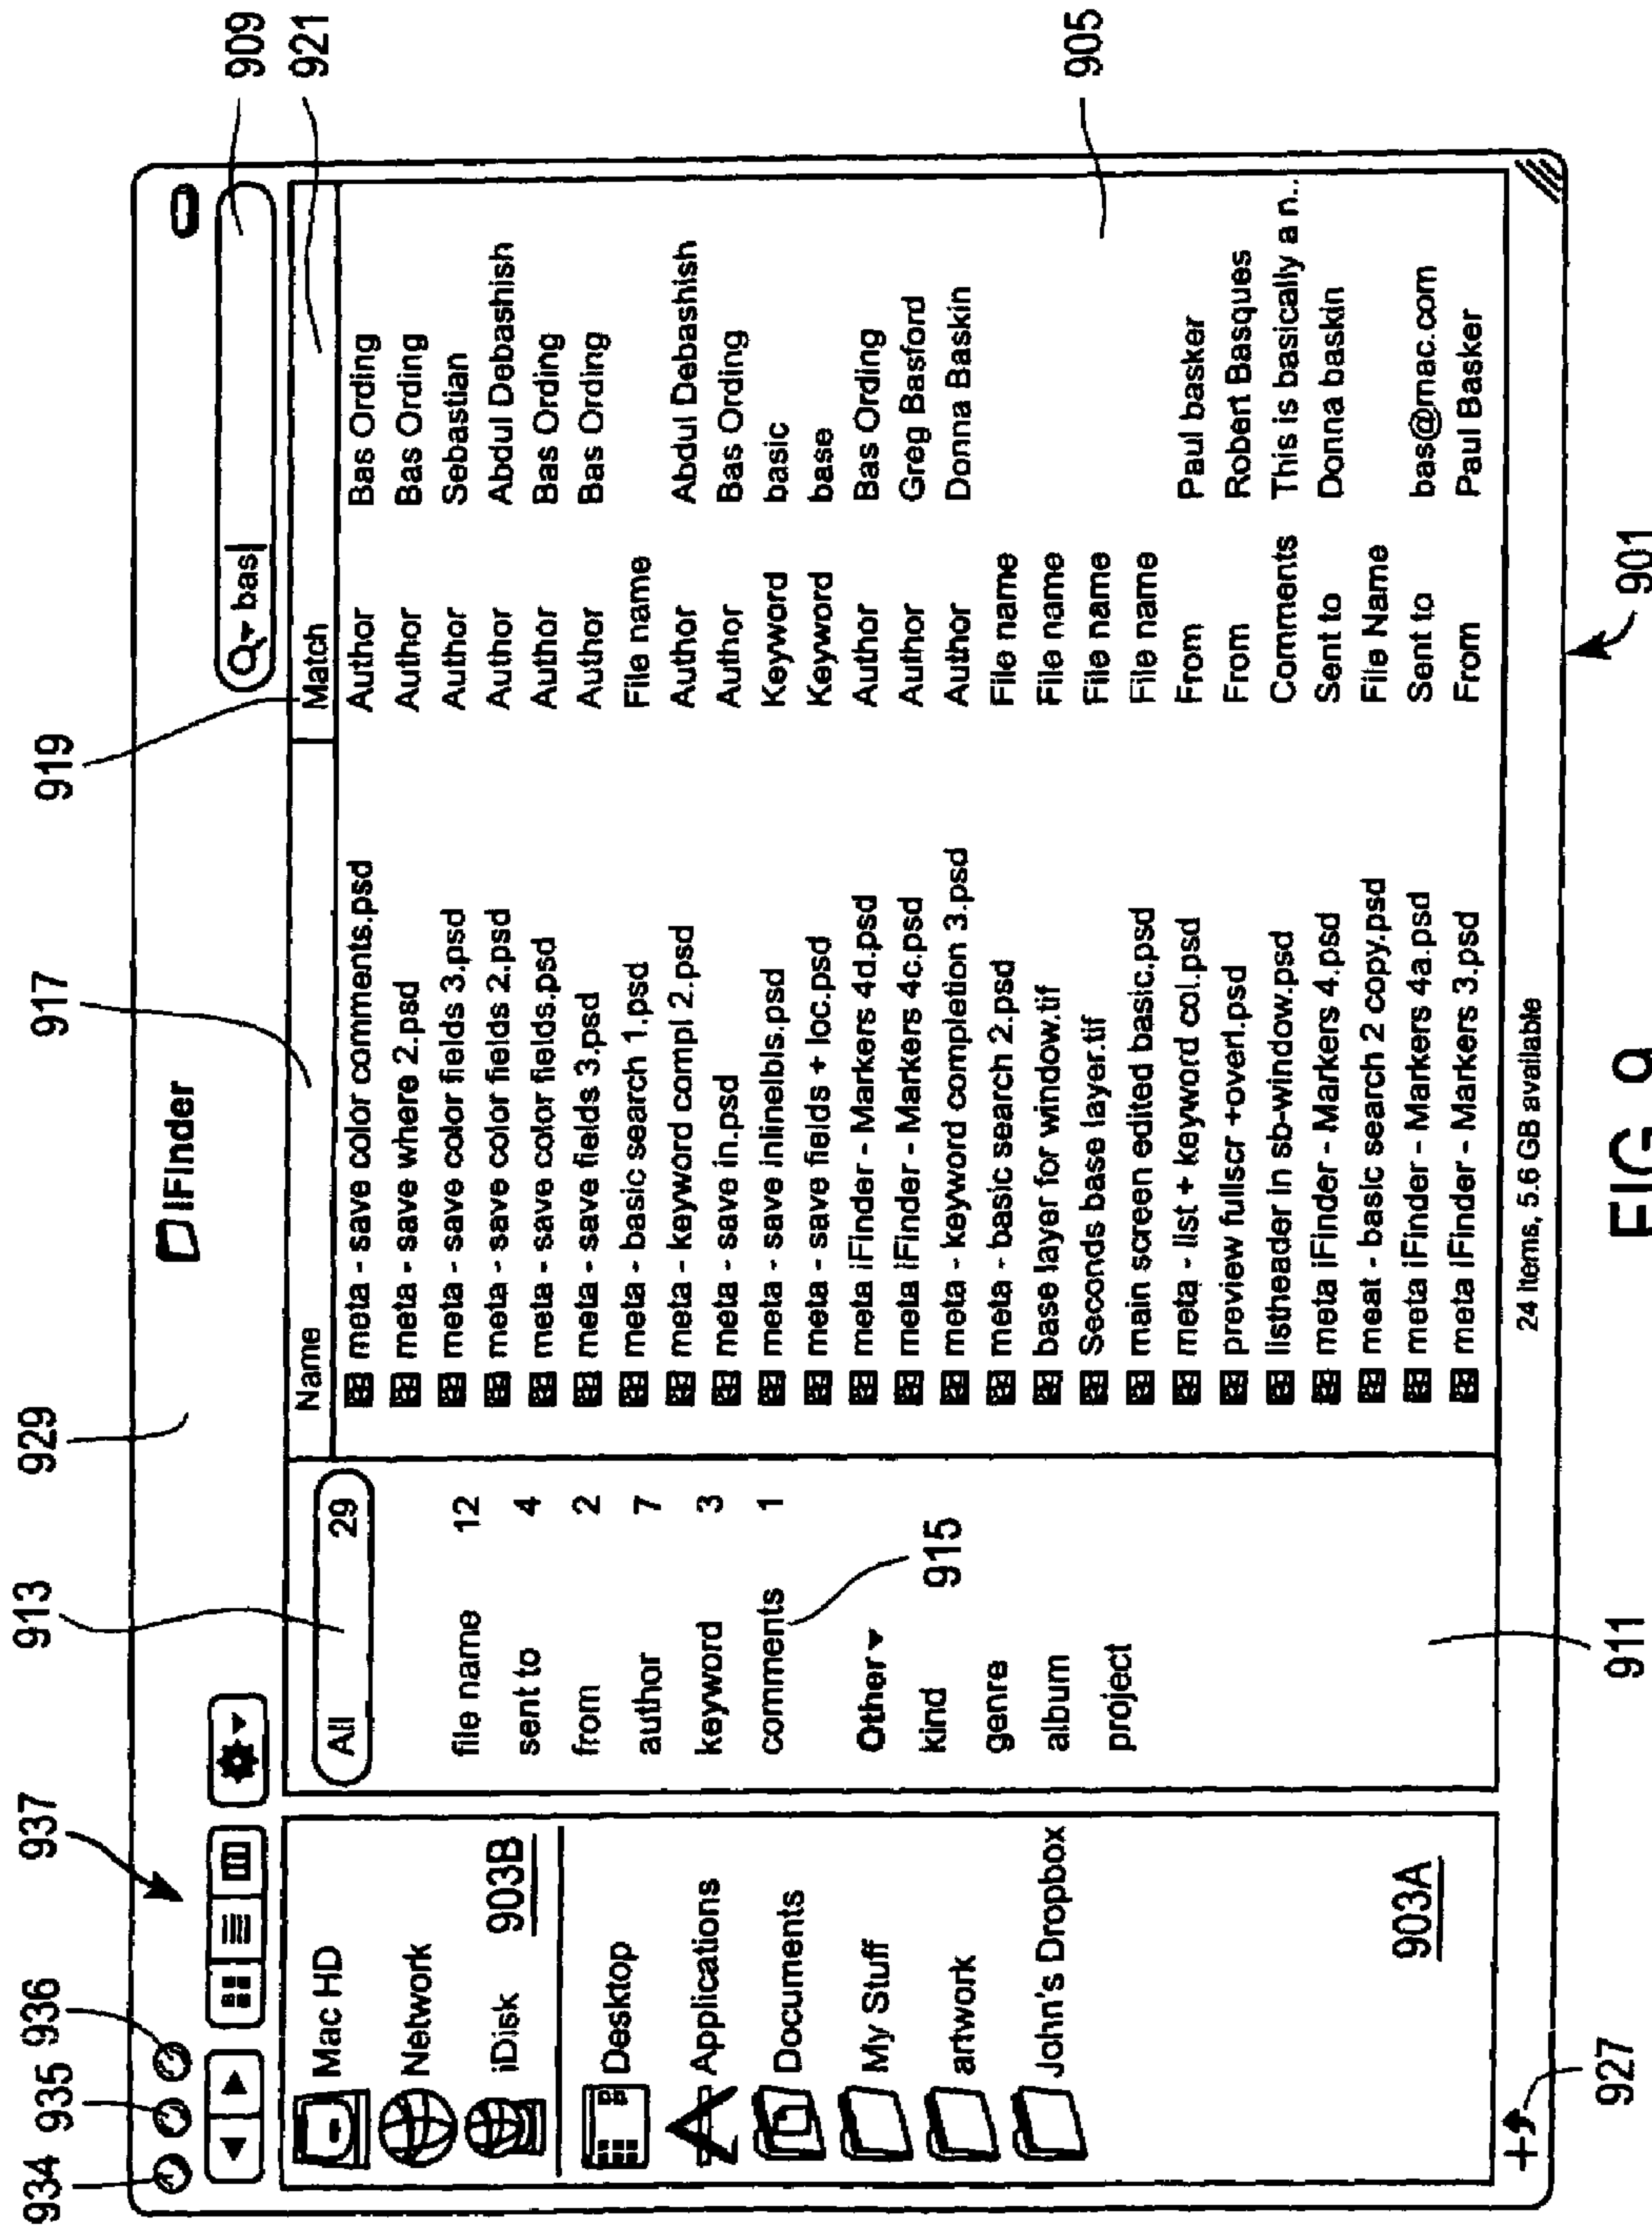 934 935 936 937 913 929 917 919
iFinder
bas
909
921
Mac HD
Network
iDisk
903B
Desktop
Applications
Documents
My Stuff
artwork
John's Dropbox
903A
All 29
file name 12
sent to 4
from 2
author 7
keyword 3
comments 1
915
Other
kind
genre
album
project
Name Match
meta - save color comments.psd Author Bas Ording
meta - save where 2.psd Author Bas Ording
meta - save color fields 3.psd Author Sebastian
meta - save color fields 2.psd Author Abdul Debashish
meta - save color fields.psd Author Bas Ording
meta - save fields 3.psd Author Bas Ording
meta - basic search 1.psd File name
meta - keyword compl 2.psd Author Abdul Debashish
meta - save in.psd Author Bas Ording
meta - save inlinelbls.psd Keyword basic
meta - save fields + loc.psd Keyword base
meta iFinder - Markers 4d.psd Author Bas Ording
meta iFinder - Markers 4c.psd Author Greg Basford
meta - keyword completion 3.psd Author Donna Baskin
meta - basic search 2.psd File name
base layer for window.tif File name
Seconds base layer.tif File name
main screen edited basic.psd File name
meta - list + keyword col.psd From Paul basker
preview fullscr +overl.psd From Robert Basques
listheader in sb-window.psd Comments This is basically a n..
meta iFinder - Markers 4.psd Sent to Donna baskin
meat - basic search 2 copy.psd File Name
meta iFinder - Markers 4a.psd Sent to bas@mac.com
meta iFinder - Markers 3.psd From Paul Basker
905
24 items, 5.6 GB available
927
911
901
FIG. 9